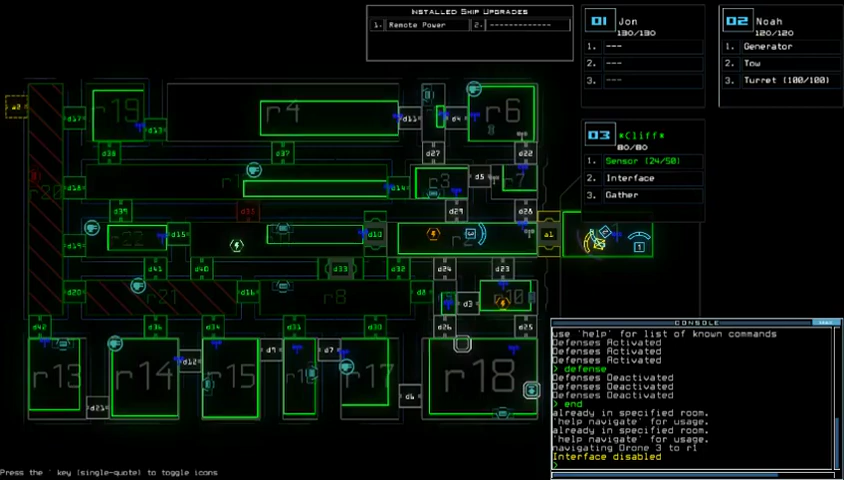 INSTALLED SHIP UPGRADES
1. Remote Power 2. -------------
01 Jon
130/130
1. ---
2. ---
3. ---
02 Noah
120/120
1. Generator
2. Tow
3. Turret (100/100)
03 *Cliff*
80/80
1. Sensor (24/50)
2. Interface
3. Gather
r19
r4
r6
d17
d13
d11
d4
d38
d37
d27
d22
d18
d14
r3
d5
r7
d39
d29
d28
d19
d15
d10
a1
d41
d40
d33
d32
d24
d23
d20
r21
d16
r8
d3
d42
d36
d34
d31
d30
d26
d25
r13
r14
d12
r15
d9
d7
r17
r18
d21
d6
CONSOLE
use 'help' for list of known commands
Defenses Activated
Defenses Activated
Defenses Activated
> defense
Defenses Deactivated
Defenses Deactivated
Defenses Deactivated
> end
already in specified room.
'help navigate' for usage.
already in specified room.
'help navigate' for usage.
navigating Drone 3 to r1
Interface disabled
>
Press the ` key (single-quote) to toggle icons